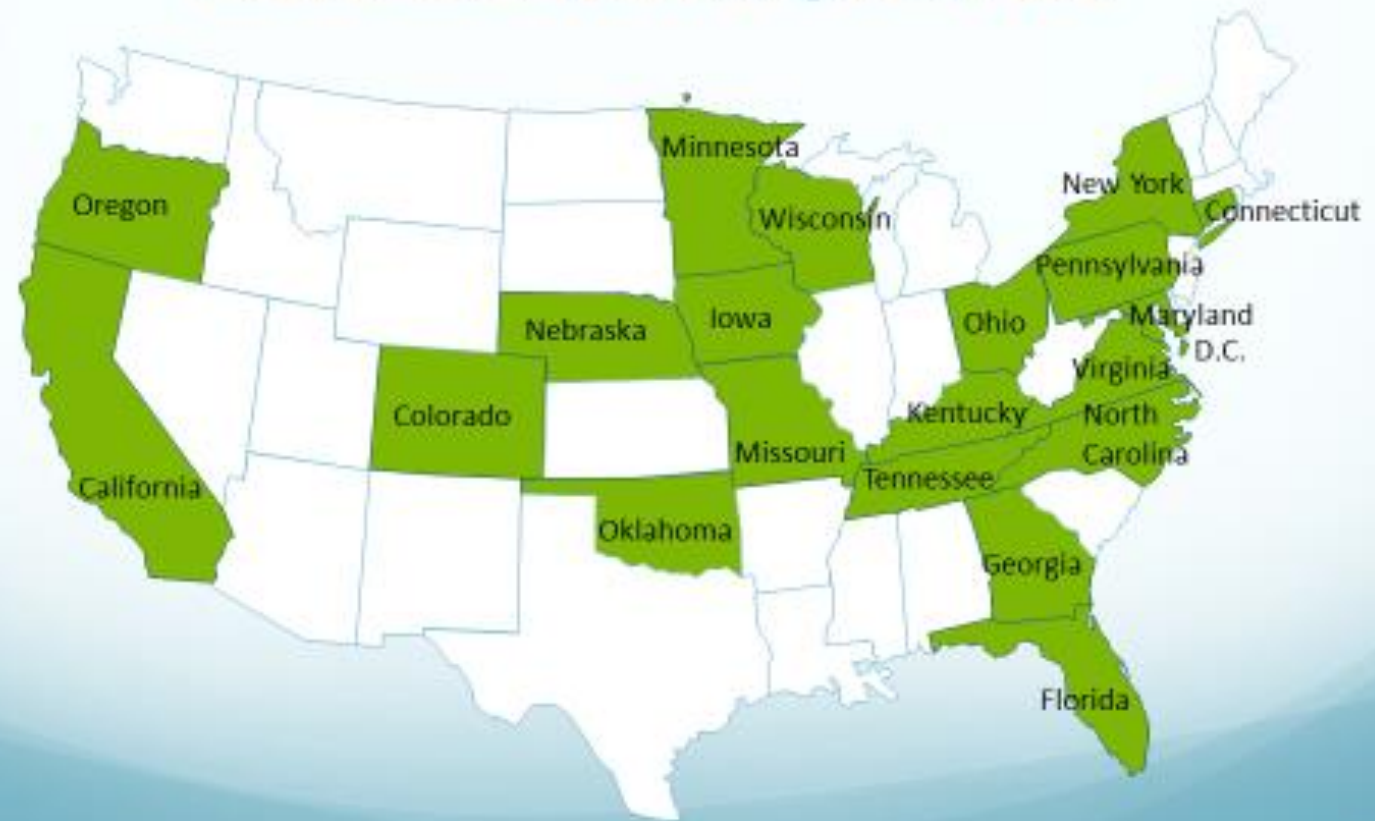 Minnesota
New York
Oregon
Connecticut
Wisconsin
Pennsylvania
Maryland
Nebraska
Iowa
Ohio
D.C.
Virginia
Colorado
Kentucky
North
Carolina
Missouri
Tennessee
California
Oklahoma
Georgia
Florida